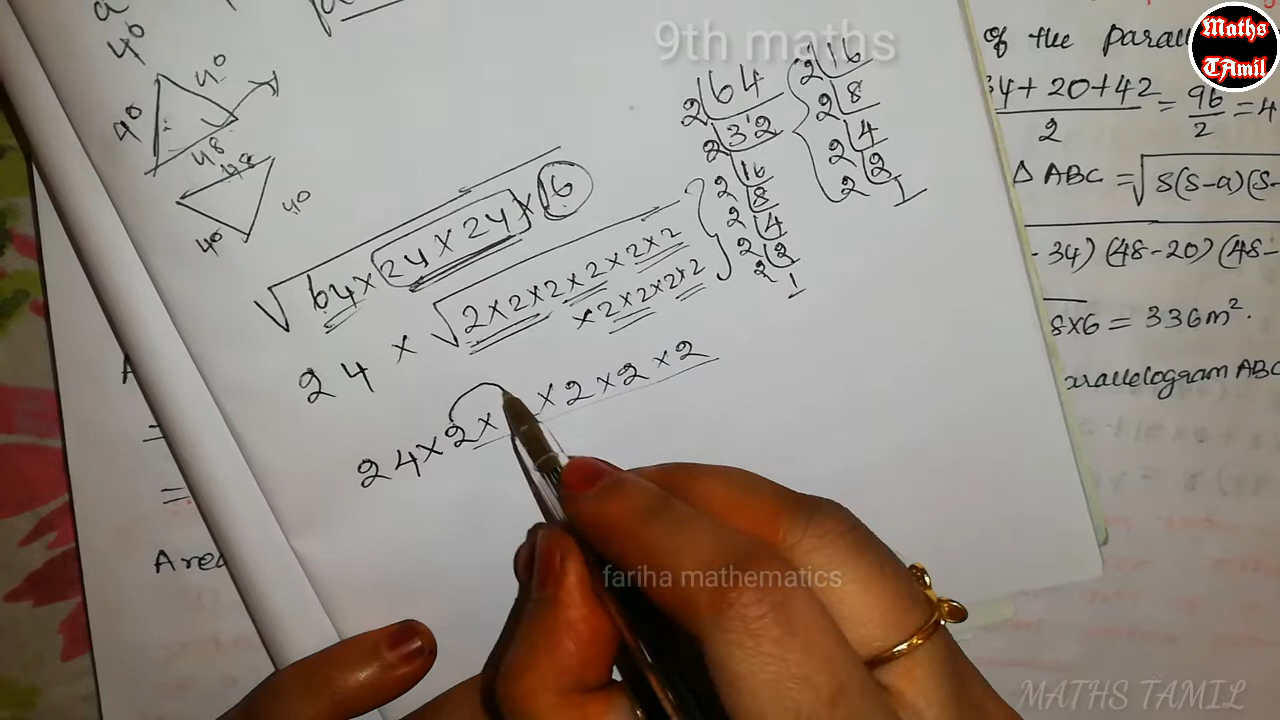 9th maths
Maths
TAmil
40
40
40
48
48
40
40
2 64
2 32
2 16
2 8
2 4
2 2
1
2 16
2 8
2 4
2 2
1
√64×24×24×16
24 × √2×2×2×2×2×2
×2×2×2×2
24×2× ×2×2×2
of the Parall
34+20+42/2 = 96/2 = 4
Δ ABC = √s(s-a)(s-
-34)(48-20)(48-
8×6 = 336m².
arallelogram ABC
Area
fariha mathematics
MATHS TAMIL